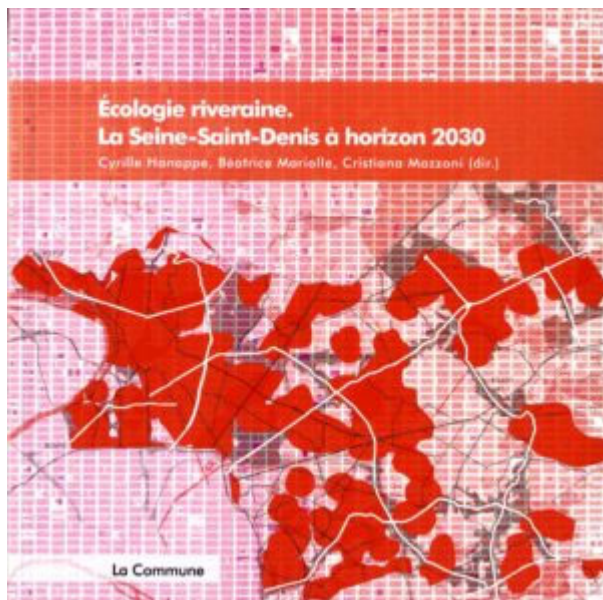 Écologie riveraine.
La Seine-Saint-Denis à horizon 2030
Cyrille Hanappe, Béatrice Mariolle, Cristiana Mazzoni (dir.)
La Commune